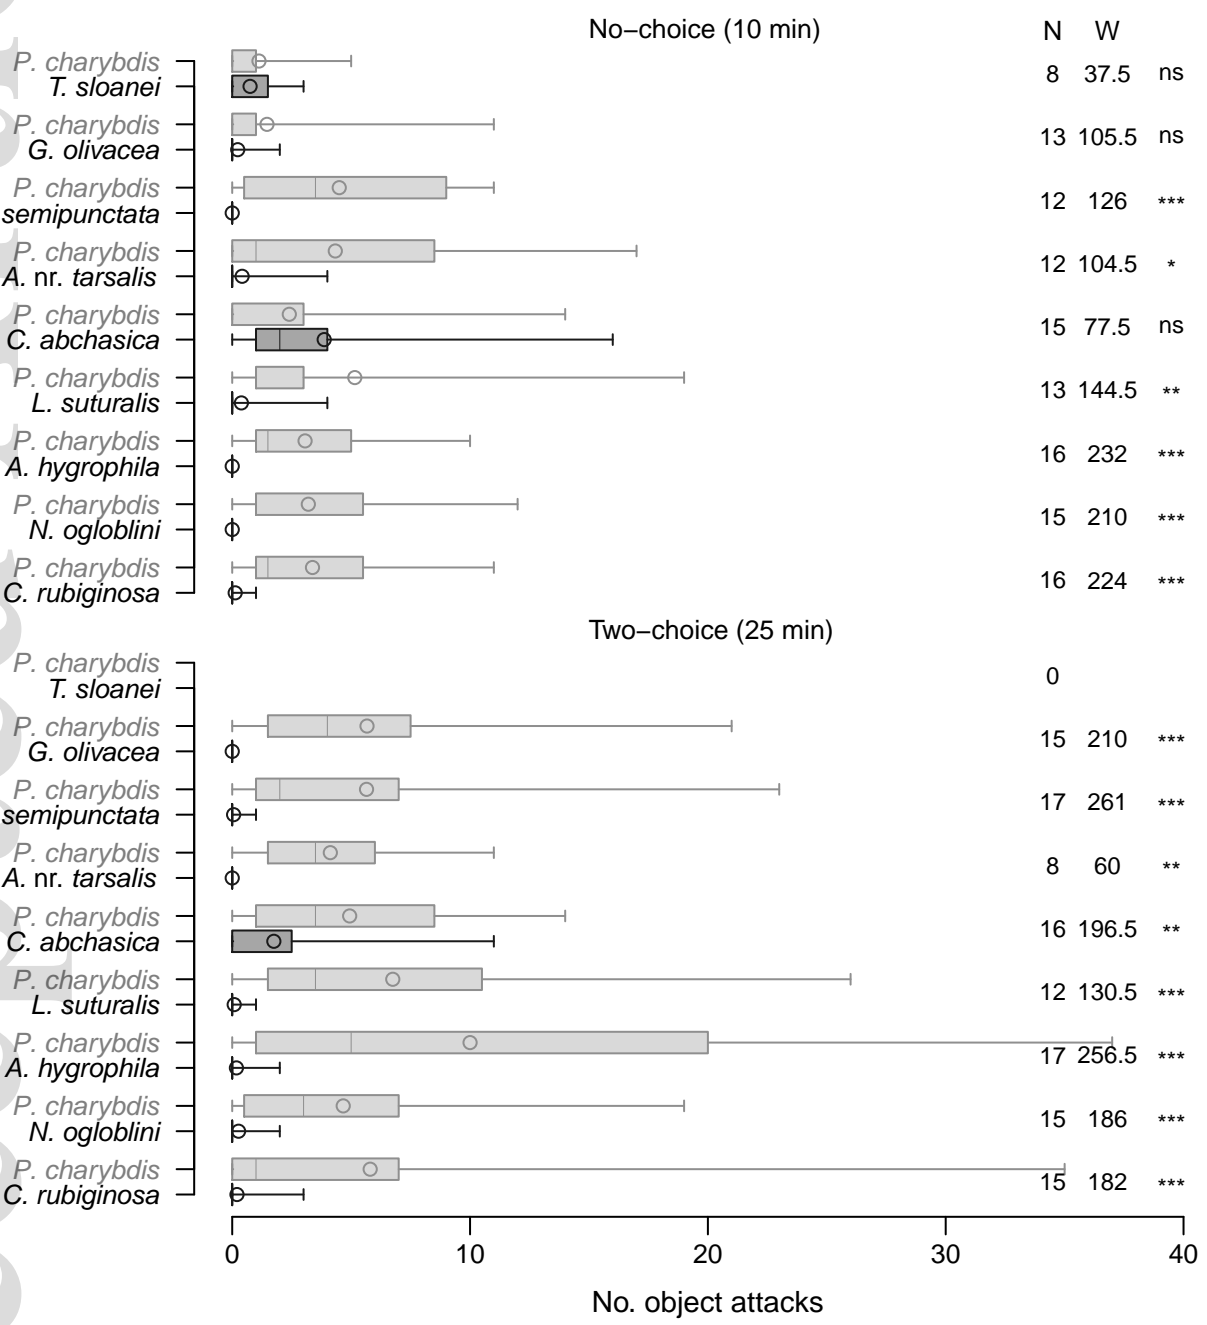 No−choice (10 min) N W
P. charybdis
T. sloanei 8 37.5 ns
P. charybdis
G. olivacea 13 105.5 ns
P. charybdis
semipunctata 12 126 ***
P. charybdis
A. nr. tarsalis 12 104.5 *
P. charybdis
C. abchasica 15 77.5 ns
P. charybdis
L. suturalis 13 144.5 **
P. charybdis
A. hygrophila 16 232 ***
P. charybdis
N. ogloblini 15 210 ***
P. charybdis
C. rubiginosa 16 224 ***
Two−choice (25 min)
P. charybdis
T. sloanei 0
P. charybdis
G. olivacea 15 210 ***
P. charybdis
semipunctata 17 261 ***
P. charybdis
A. nr. tarsalis 8 60 **
P. charybdis
C. abchasica 16 196.5 **
P. charybdis
L. suturalis 12 130.5 ***
P. charybdis
A. hygrophila 17 256.5 ***
P. charybdis
N. ogloblini 15 186 ***
P. charybdis
C. rubiginosa 15 182 ***
0 10 20 30 40
No. object attacks